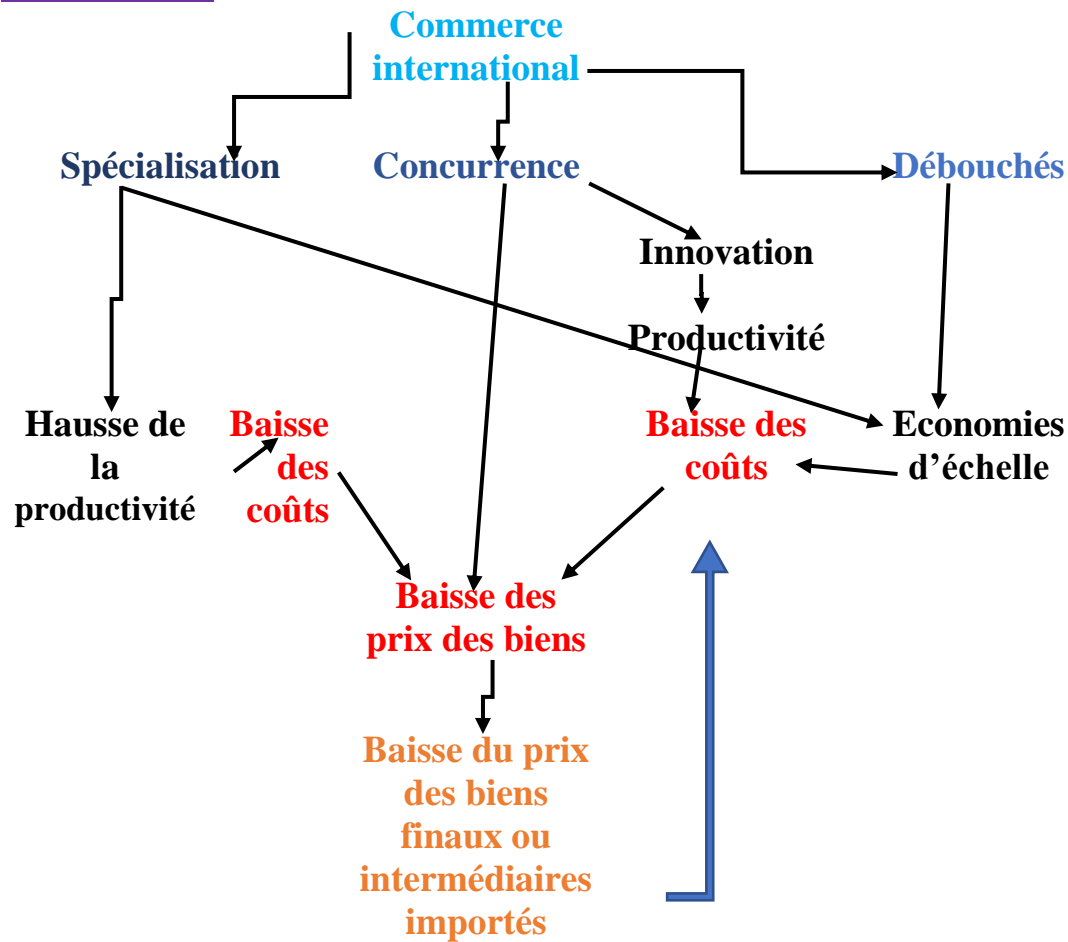 Commerce
international
Spécialisation
Concurrence
Débouchés
Innovation
Productivité
Hausse de
la
productivité
Baisse
des
coûts
Baisse des
coûts
Economies
d’échelle
Baisse des
prix des biens
Baisse du prix
des biens
finaux ou
intermédiaires
importés